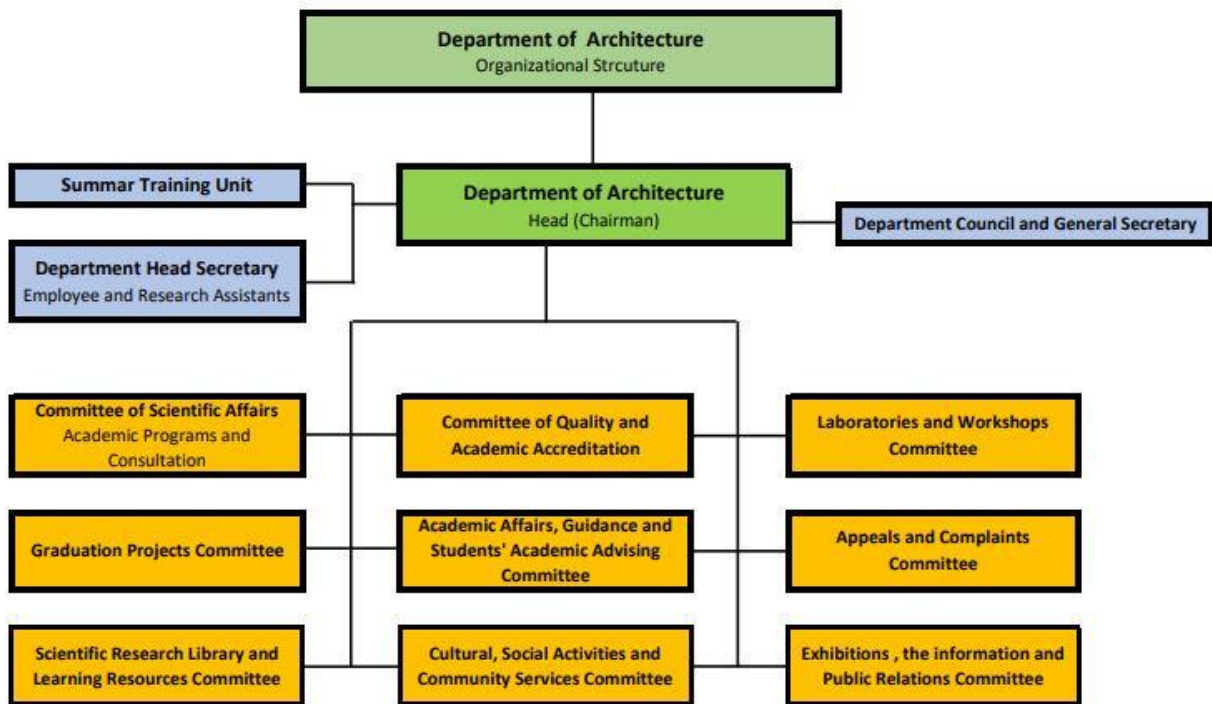 Department of Architecture
Organizational Strcuture
Summar Training Unit
Department of Architecture
Head (Chairman)
Department Council and General Secretary
Department Head Secretary
Employee and Research Assistants
Committee of Scientific Affairs
Academic Programs and
Consultation
Committee of Quality and
Academic Accreditation
Laboratories and Workshops
Committee
Graduation Projects Committee
Academic Affairs, Guidance and
Students' Academic Advising
Committee
Appeals and Complaints
Committee
Scientific Research Library and
Learning Resources Committee
Cultural, Social Activities and
Community Services Committee
Exhibitions , the information and
Public Relations Committee